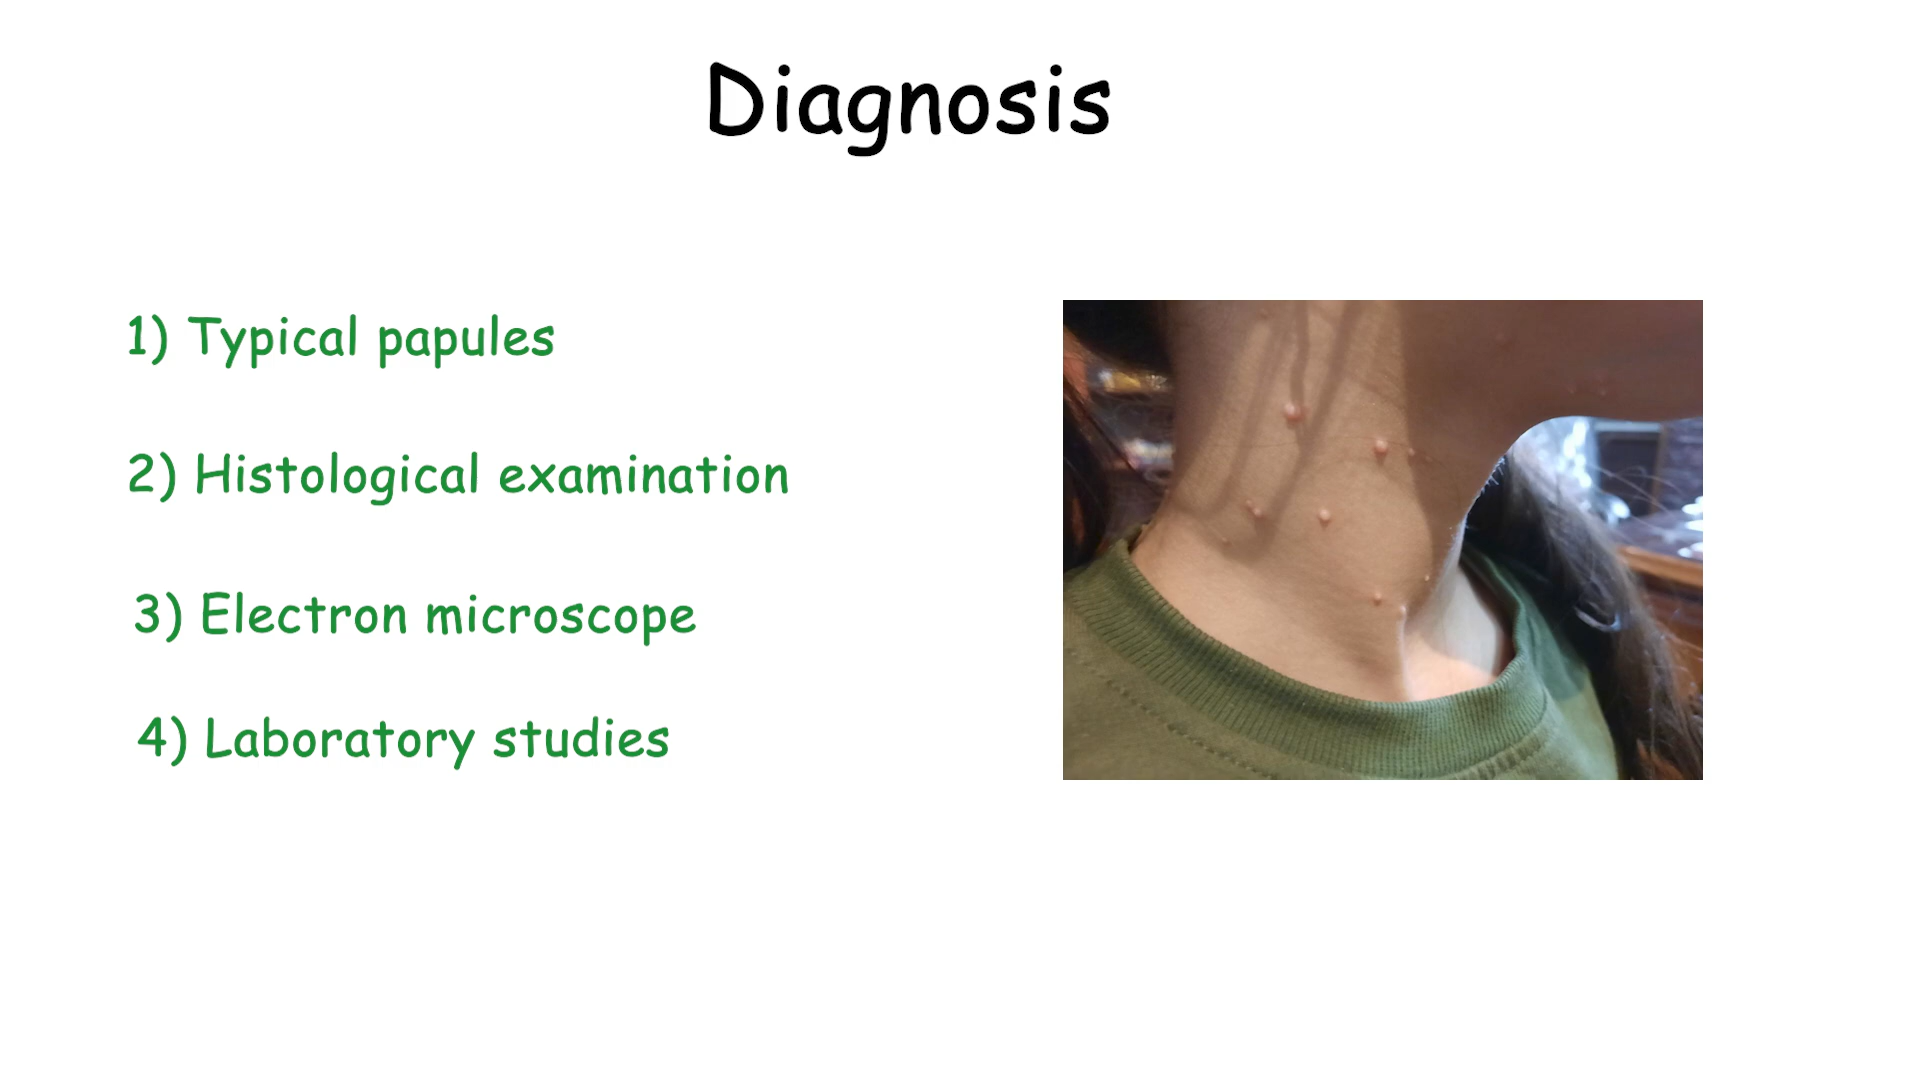 Diagnosis
1) Typical papules
2) Histological examination
3) Electron microscope
4) Laboratory studies